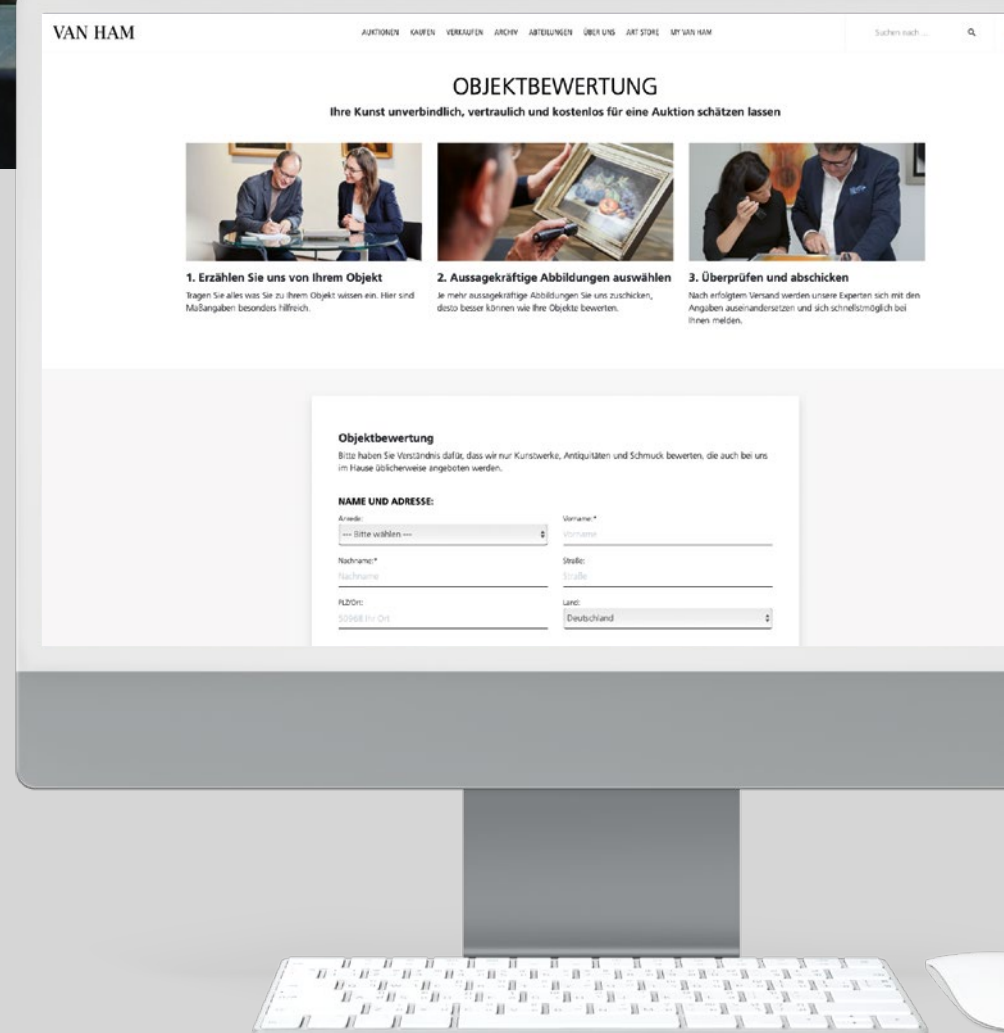 VAN HAM
AUKTIONEN KAUFEN VERKAUFEN ARCHIV ABTEILUNGEN ÜBER UNS ART STORE MY VAN HAM
Suchen nach ...
OBJEKTBEWERTUNG
Ihre Kunst unverbindlich, vertraulich und kostenlos für eine Auktion schätzen lassen
1. Erzählen Sie uns von Ihrem Objekt
Tragen Sie alles was Sie zu Ihrem Objekt wissen ein. Hier sind
Maßangaben besonders hilfreich.
2. Aussagekräftige Abbildungen auswählen
Je mehr aussagekräftige Abbildungen Sie uns zuschicken,
desto besser können wie Ihre Objekte bewerten.
3. Überprüfen und abschicken
Nach erfolgtem Versand werden unsere Experten sich mit den
Angaben auseinandersetzen und sich schnellstmöglich bei
Ihnen melden.
Objektbewertung
Bitte haben Sie Verständnis dafür, dass wir nur Kunstwerke, Antiquitäten und Schmuck bewerten, die auch bei uns
im Hause üblicherweise angeboten werden.
NAME UND ADRESSE:
Anrede:
--- Bitte wählen ---
Vorname:*
Vorname
Nachname:*
Nachname
Straße:
Straße
PLZ/Ort:
50968 Ihr Ort
Land:
Deutschland